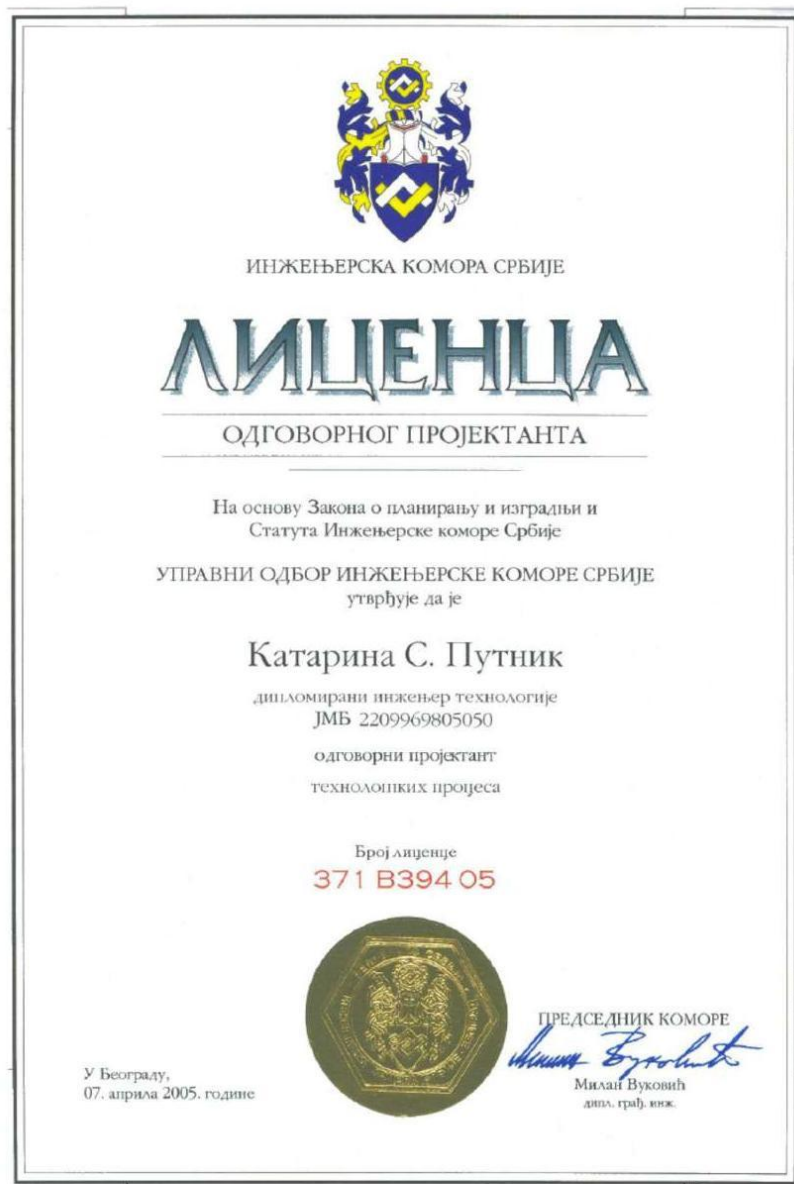 ИНЖЕЊЕРСКА КОМОРА СРБИЈЕ
ЛИЦЕНЦА
ОДГОВОРНОГ ПРОЈЕКТАНТА
На основу Закона о планирању и изградњи и
Статута Инжењерске коморе Србије
УПРАВНИ ОДБОР ИНЖЕЊЕРСКЕ КОМОРЕ СРБИЈЕ
утврђује да је
Катарина С. Путник
дипломирани инжењер технологије
ЈМБ 2209969805050
одговорни пројектант
технолошких процеса
Број лиценце
371 B394 05
ПРЕДСЕДНИК КОМОРЕ
Милан Вуковић
дипл. грађ. инж.
У Београду,
07. априла 2005. године